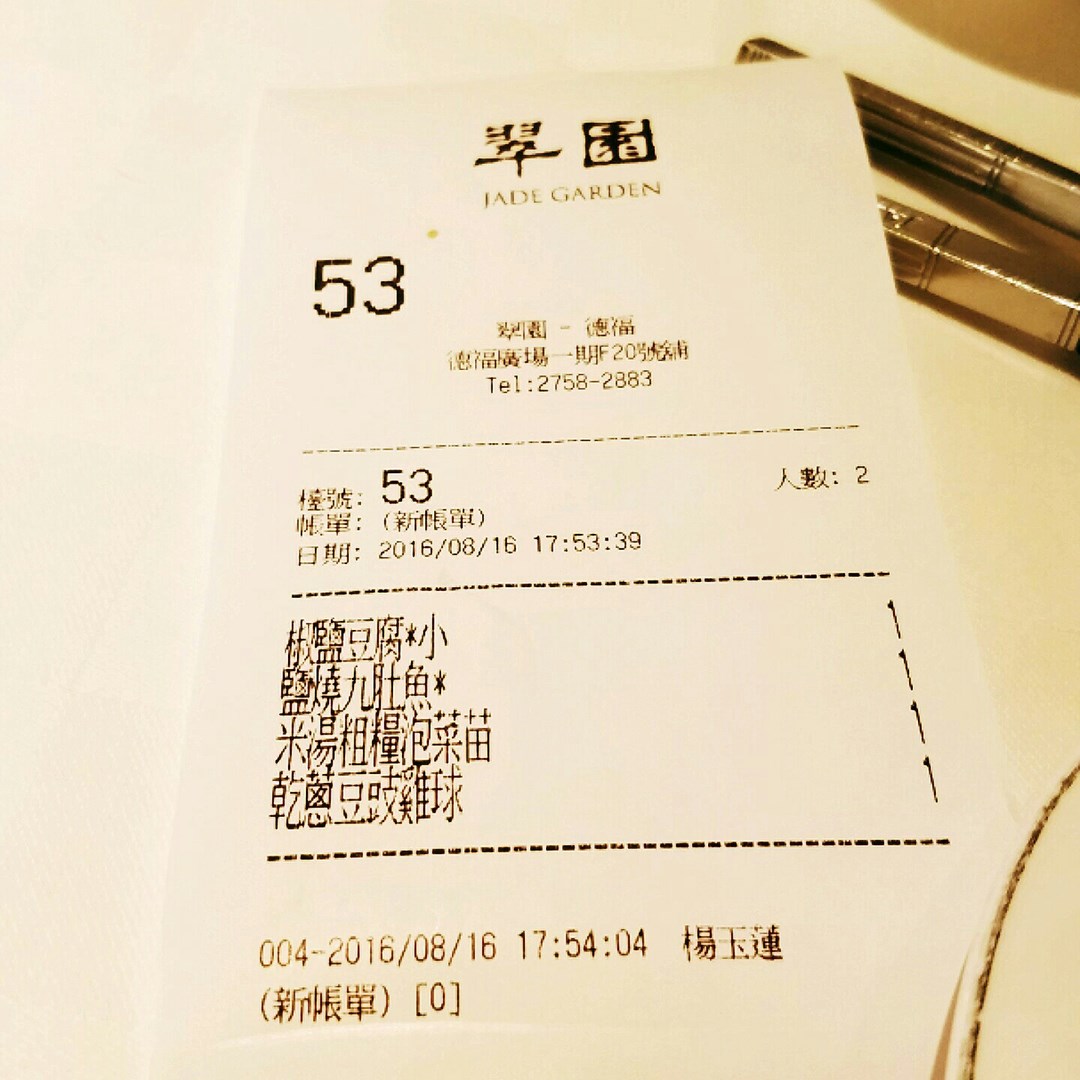 翠園
JADE GARDEN
53
翠園 - 德福
德福廣場一期F20號舖
Tel:2758-2883
檯號: 53 人數: 2
帳單: (新帳單)
日期: 2016/08/16 17:53:39
椒鹽豆腐*小 1
鹽燒九肚魚* 1
米湯粗糧泡菜苗 1
乾蔥豆豉雞球 1
004-2016/08/16 17:54:04 楊玉蓮
(新帳單) [0]